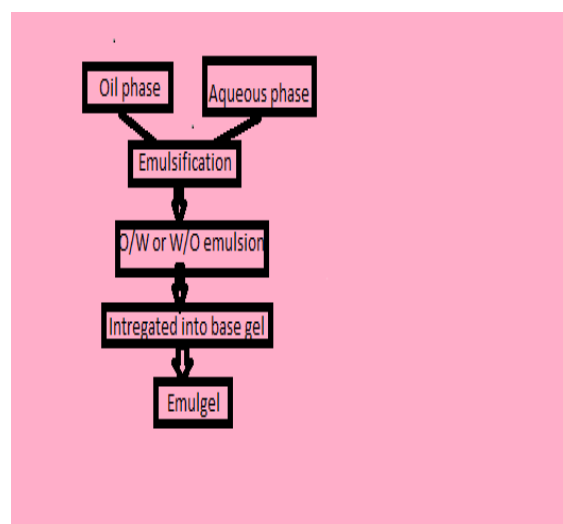 Oil phase
Aqueous phase
Emulsification
O/W or W/O emulsion
Intregated into base gel
Emulgel